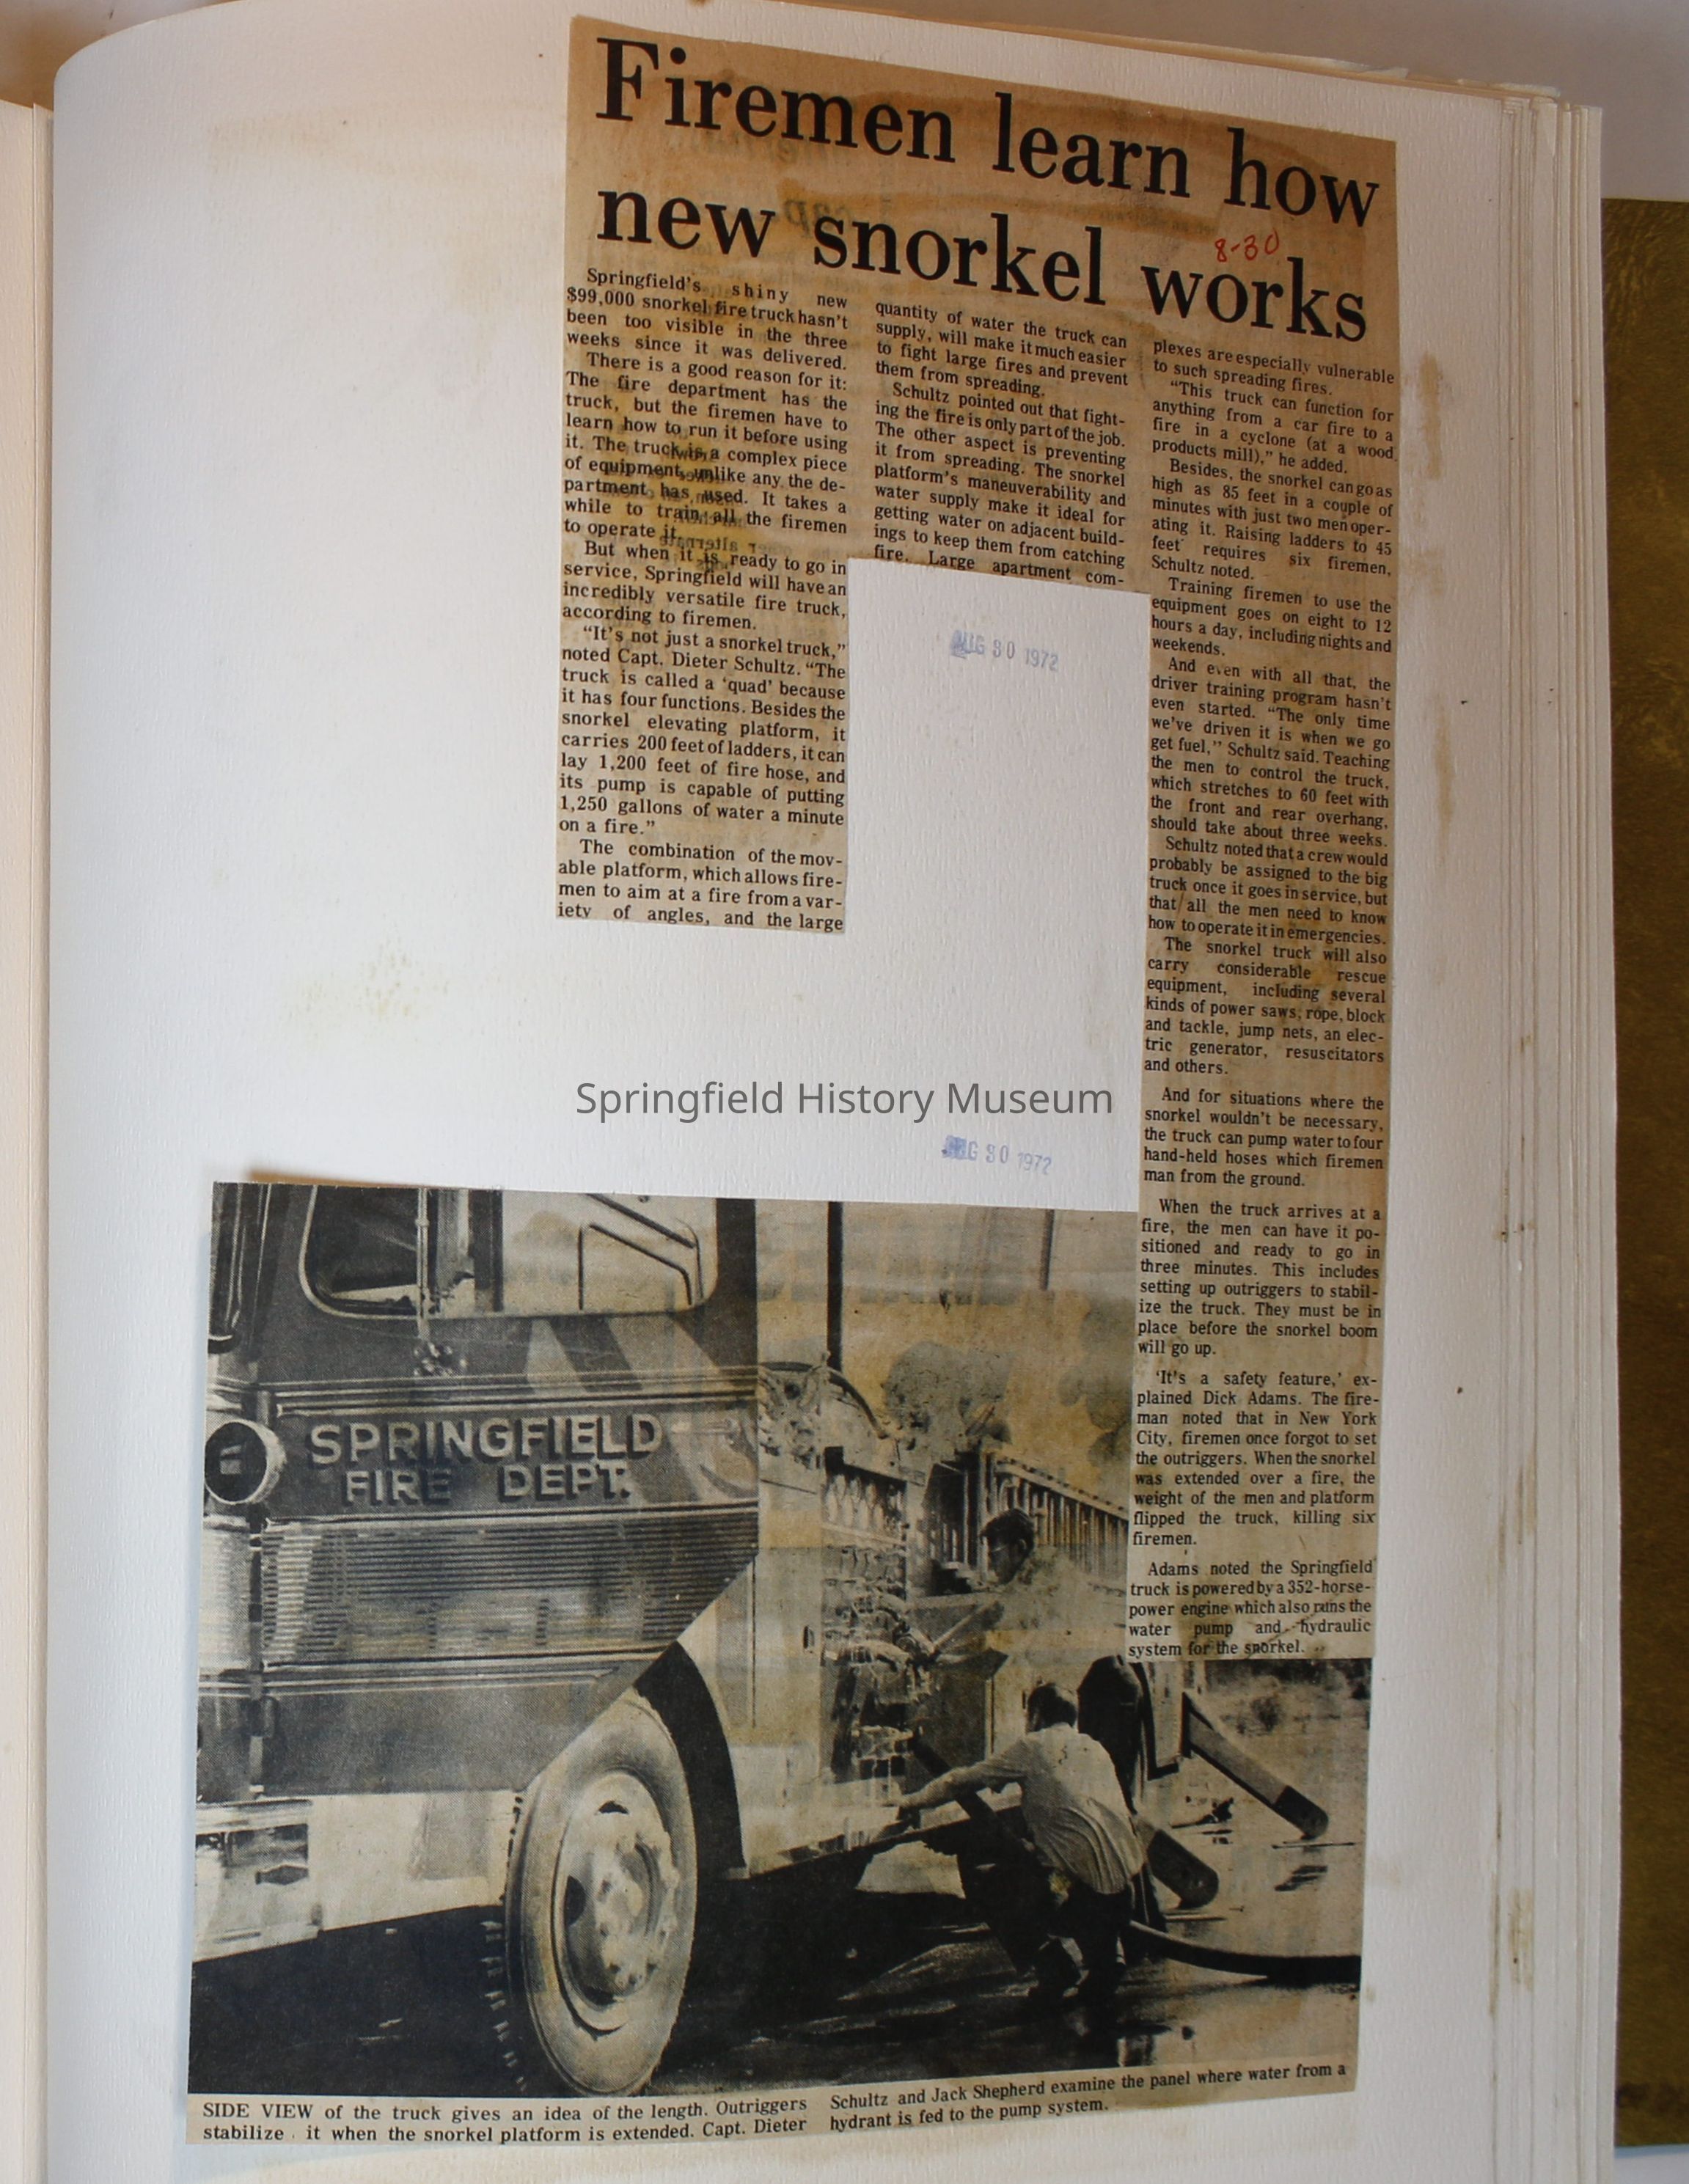 Firemen learn how
new snorkel works
8-30
Springfield's shiny new
$99,000 snorkel fire truck hasn't
been too visible in the three
weeks since it was delivered.
There is a good reason for it:
The fire department has the
truck, but the firemen have to
learn how to run it before using
it. The truck is a complex piece
of equipment unlike any the de-
partment has used. It takes a
while to train all the firemen
to operate it.
But when it is ready to go in
service, Springfield will have an
incredibly versatile fire truck,
according to firemen.
“It's not just a snorkel truck,”
noted Capt. Dieter Schultz. “The
truck is called a ‘quad’ because
it has four functions. Besides the
snorkel elevating platform, it
carries 200 feet of ladders, it can
lay 1,200 feet of fire hose, and
its pump is capable of putting
1,250 gallons of water a minute
on a fire.”
The combination of the mov-
able platform, which allows fire-
men to aim at a fire from a var-
iety of angles, and the large
quantity of water the truck can
supply, will make it much easier
to fight large fires and prevent
them from spreading.
Schultz pointed out that fight-
ing the fire is only part of the job.
The other aspect is preventing
it from spreading. The snorkel
platform's maneuverability and
water supply make it ideal for
getting water on adjacent build-
ings to keep them from catching
fire. Large apartment com-
plexes are especially vulnerable
to such spreading fires.
“This truck can function for
anything from a car fire to a
fire in a cyclone (at a wood
products mill),” he added.
Besides, the snorkel can go as
high as 85 feet in a couple of
minutes with just two men oper-
ating it. Raising ladders to 45
feet requires six firemen,
Schultz noted.
Training firemen to use the
equipment goes on eight to 12
hours a day, including nights and
weekends.
And even with all that, the
driver training program hasn't
even started. “The only time
we've driven it is when we go
get fuel,” Schultz said. Teaching
the men to control the truck,
which stretches to 60 feet with
the front and rear overhang,
should take about three weeks.
Schultz noted that a crew would
probably be assigned to the big
truck once it goes in service, but
that all the men need to know
how to operate it in emergencies.
The snorkel truck will also
carry considerable rescue
equipment, including several
kinds of power saws, rope, block
and tackle, jump nets, an elec-
tric generator, resuscitators
and others.
And for situations where the
snorkel wouldn't be necessary,
the truck can pump water to four
hand-held hoses which firemen
man from the ground.
When the truck arrives at a
fire, the men can have it po-
sitioned and ready to go in
three minutes. This includes
setting up outriggers to stabil-
ize the truck. They must be in
place before the snorkel boom
will go up.
‘It's a safety feature,’ ex-
plained Dick Adams. The fire-
man noted that in New York
City, firemen once forgot to set
the outriggers. When the snorkel
was extended over a fire, the
weight of the men and platform
flipped the truck, killing six
firemen.
Adams noted the Springfield
truck is powered by a 352-horse-
power engine which also runs the
water pump and hydraulic
system for the snorkel.
AUG 30 1972
Springfield History Museum
AUG 30 1972
SPRINGFIELD
FIRE DEPT.
SIDE VIEW of the truck gives an idea of the length. Outriggers
stabilize it when the snorkel platform is extended. Capt. Dieter
Schultz and Jack Shepherd examine the panel where water from a
hydrant is fed to the pump system.